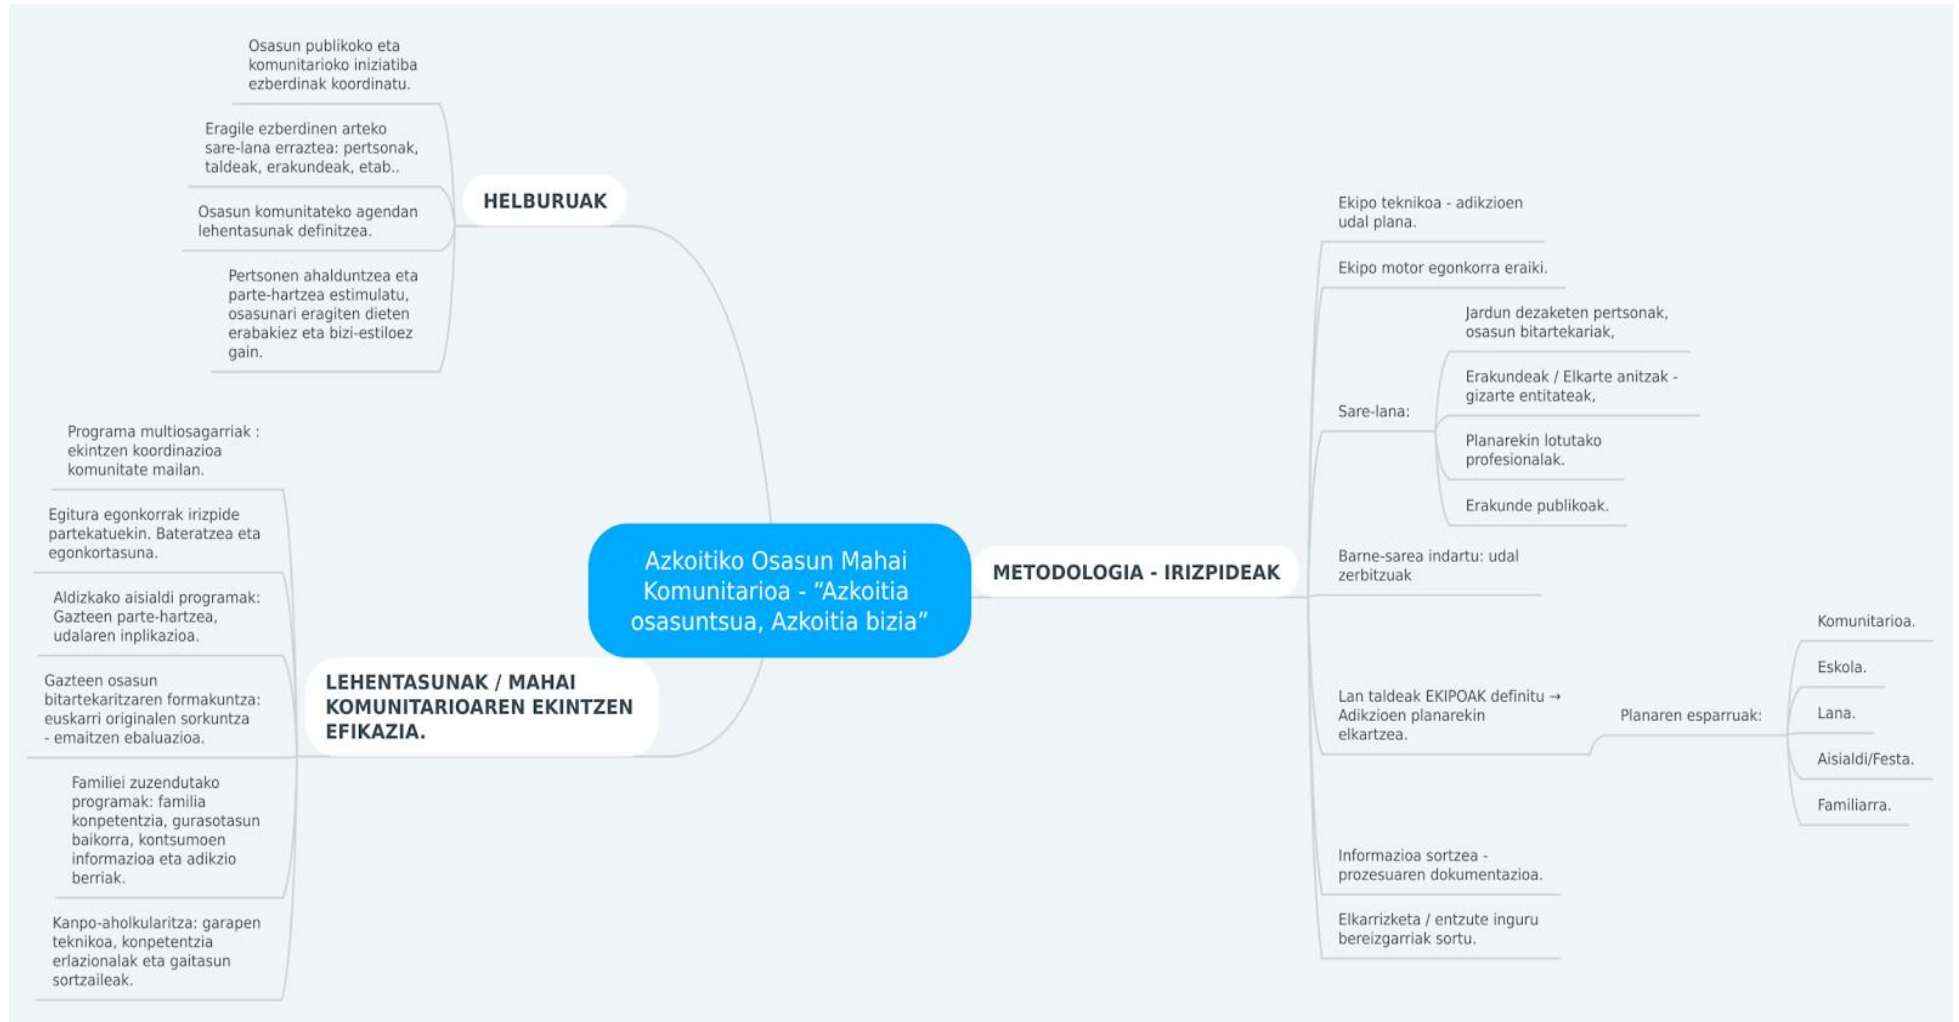 Osasun publikoko eta
komunitarioko iniziatiba
ezberdinak koordinatu.
Eragile ezberdinen arteko
sare-lana erraztea: pertsonak,
taldeak, erakundeak, etab..
Osasun komunitateko agendan
lehentasunak definitzea.
Pertsonen ahalduntzea eta
parte-hartzea estimulatu,
osasunari eragiten dieten
erabakiez eta bizi-estiloez
gain.
HELBURUAK
Programa multiosagarriak :
ekintzen koordinazioa
komunitate mailan.
Egitura egonkorrak irizpide
partekatuekin. Bateratzea eta
egonkortasuna.
Aldizkako aisialdi programak:
Gazteen parte-hartzea,
udalaren inplikazioa.
Gazteen osasun
bitartekaritzaren formakuntza:
euskarri originalen sorkuntza
- emaitzen ebaluazioa.
Familiei zuzendutako
programak: familia
konpetentzia, gurasotasun
baikorra, kontsumoen
informazioa eta adikzio
berriak.
Kanpo-aholkularitza: garapen
teknikoa, konpetentzia
erlazionalak eta gaitasun
sortzaileak.
LEHENTASUNAK / MAHAI
KOMUNITARIOAREN EKINTZEN
EFIKAZIA.
Azkoitiko Osasun Mahai
Komunitarioa - “Azkoitia
osasuntsua, Azkoitia bizia”
METODOLOGIA - IRIZPIDEAK
Ekipo teknikoa - adikzioen
udal plana.
Ekipo motor egonkorra eraiki.
Sare-lana:
Jardun dezaketen pertsonak,
osasun bitartekariak,
Erakundeak / Elkarte anitzak -
gizarte entitateak,
Planarekin lotutako
profesionalak.
Erakunde publikoak.
Barne-sarea indartu: udal
zerbitzuak
Lan taldeak EKIPOAK definitu →
Adikzioen planarekin
elkartzea.
Planaren esparruak:
Komunitarioa.
Eskola.
Lana.
Aisialdi/Festa.
Familiarra.
Informazioa sortzea -
prozesuaren dokumentazioa.
Elkarrizketa / entzute inguru
bereizgarriak sortu.